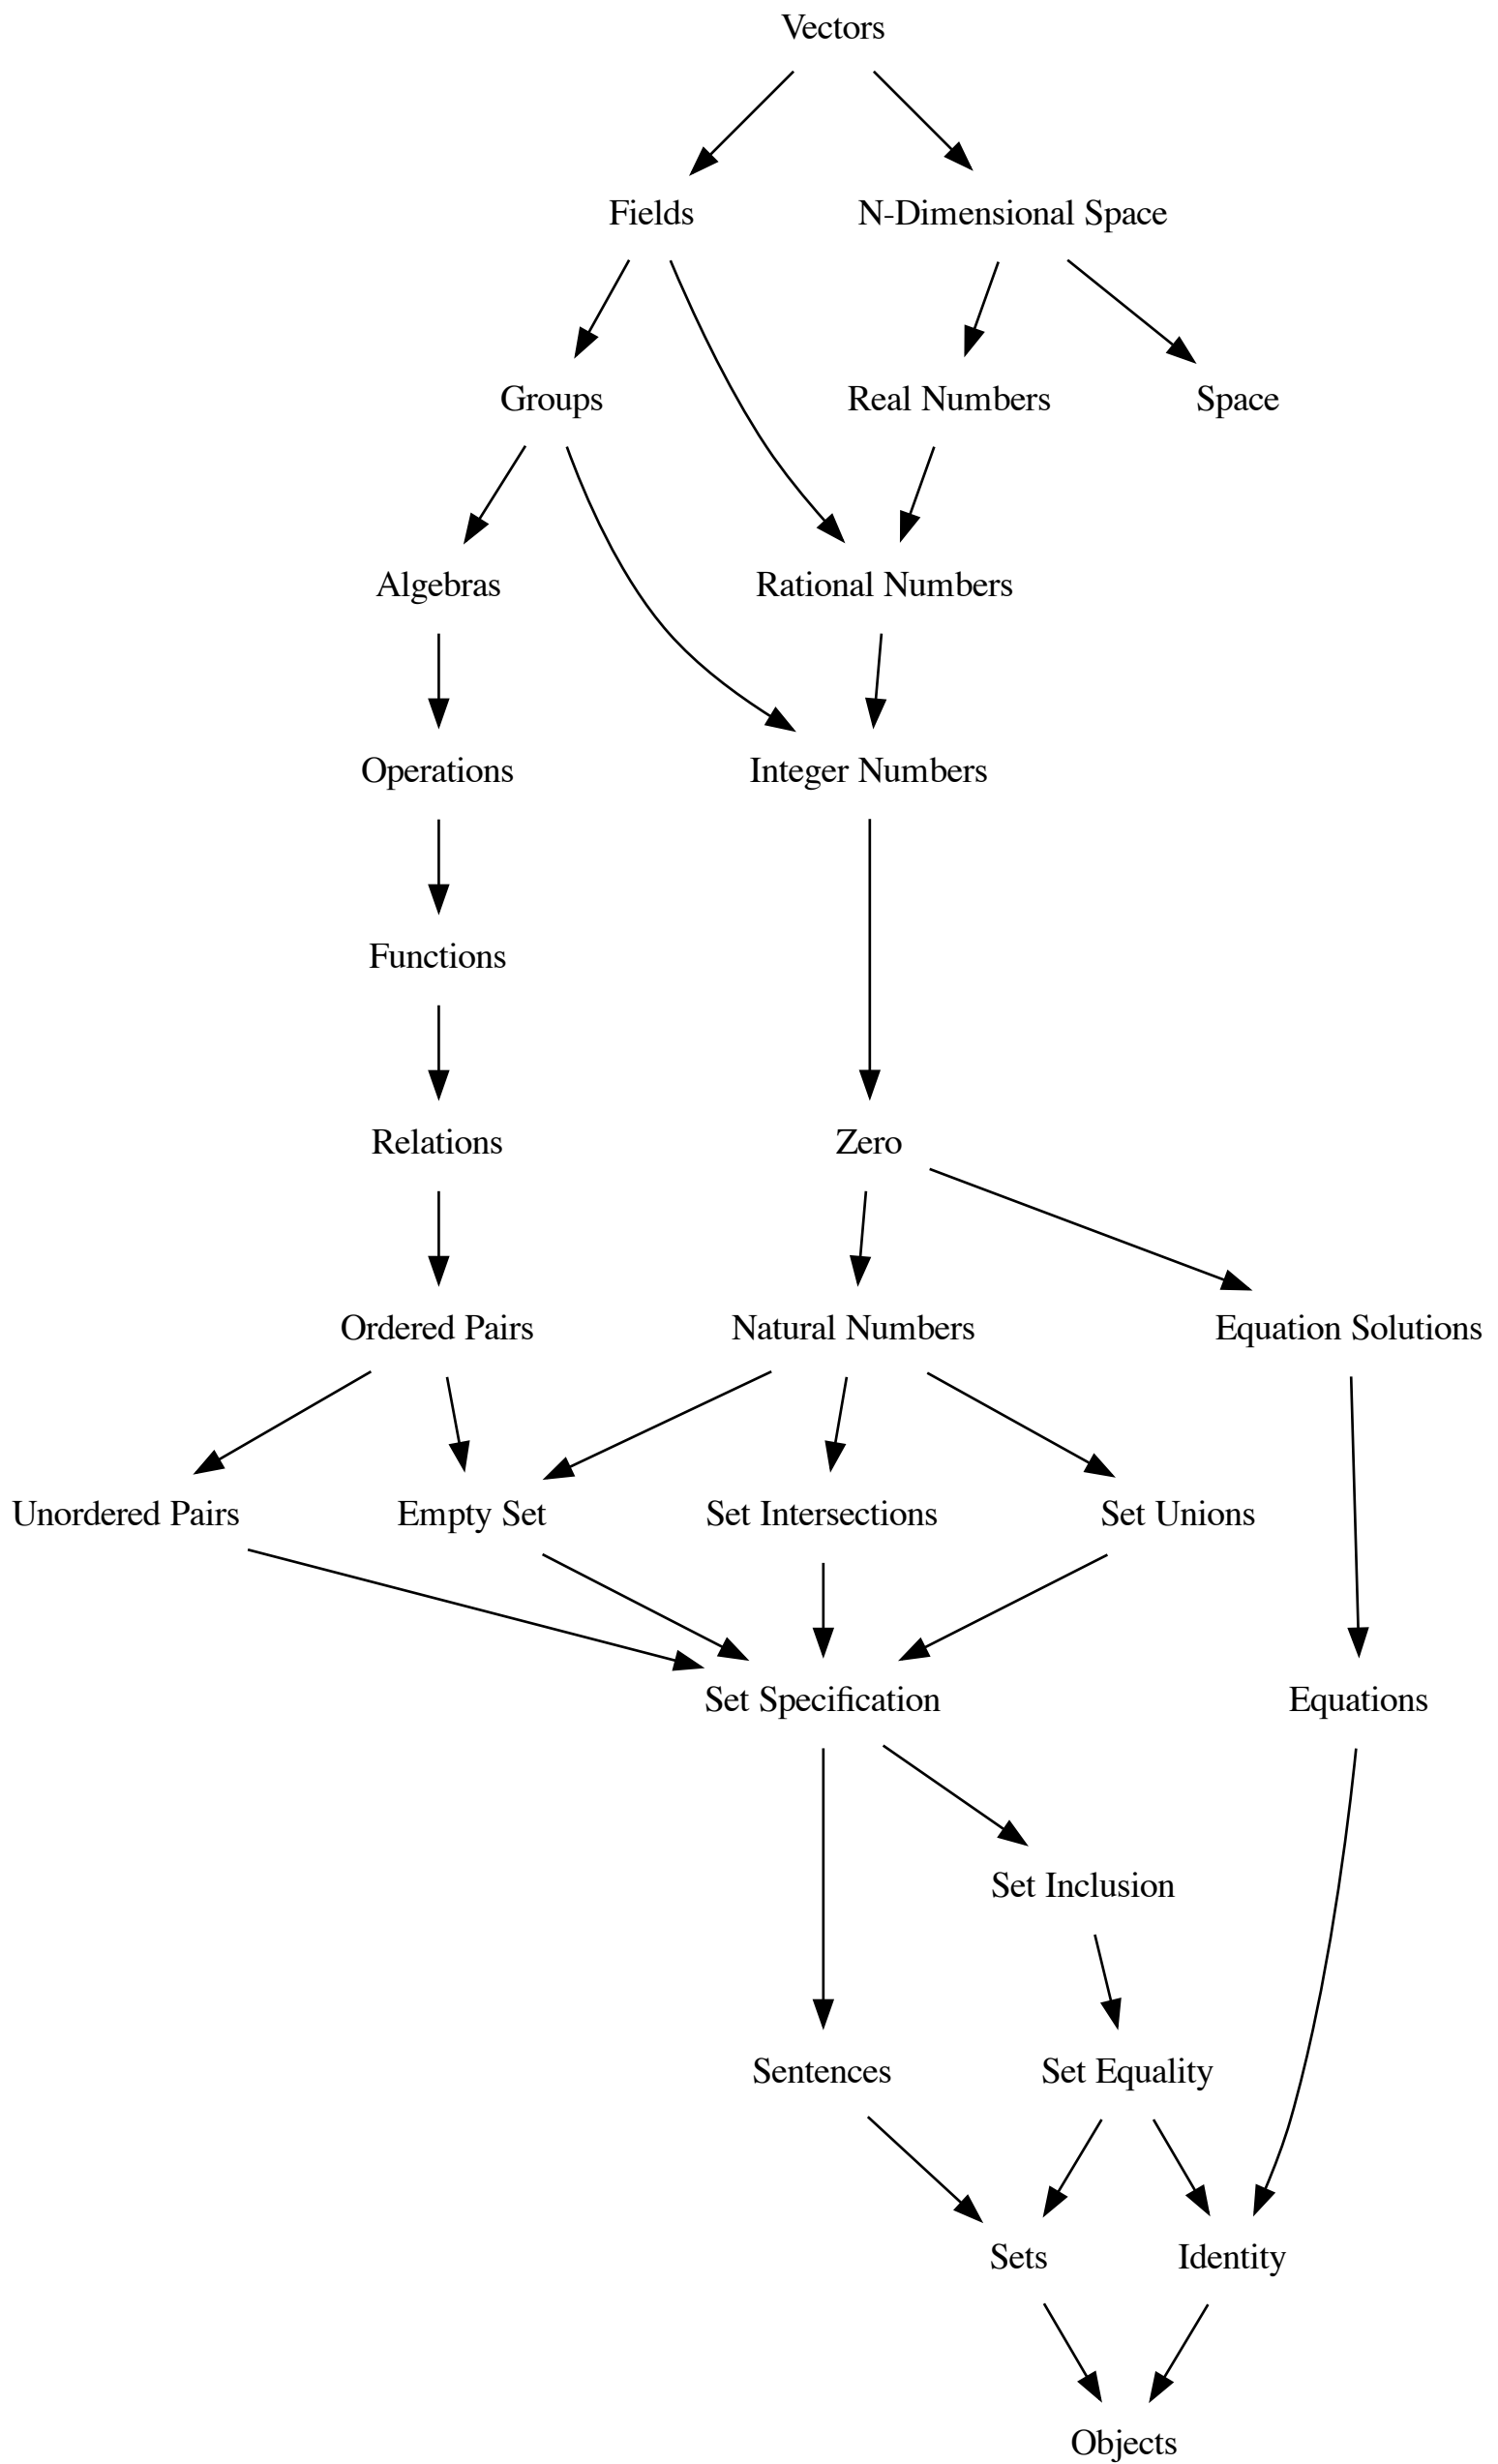 Vectors
Fields
N-Dimensional Space
Groups
Real Numbers
Space
Algebras
Rational Numbers
Operations
Integer Numbers
Functions
Relations
Zero
Ordered Pairs
Natural Numbers
Equation Solutions
Unordered Pairs
Empty Set
Set Intersections
Set Unions
Set Specification
Equations
Set Inclusion
Sentences
Set Equality
Sets
Identity
Objects